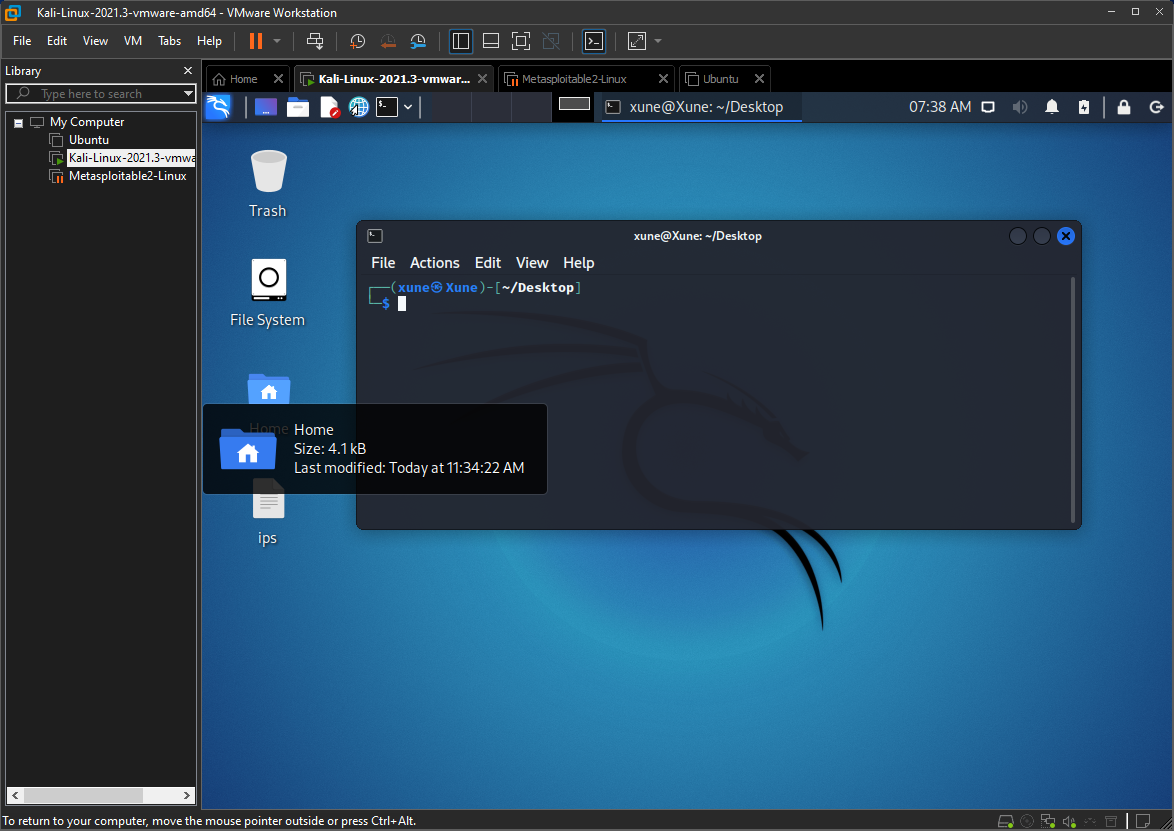 Kali-Linux-2021.3-vmware-amd64 - VMware Workstation
File Edit View VM Tabs Help
Library
Type here to search
My Computer
Ubuntu
Kali-Linux-2021.3-vmwa
Metasploitable2-Linux
Home
Kali-Linux-2021.3-vmwar...
Metasploitable2-Linux
Ubuntu
xune@Xune: ~/Desktop
07:38 AM
Trash
File System
Home
Home
Size: 4.1 kB
Last modified: Today at 11:34:22 AM
ips
xune@Xune: ~/Desktop
File Actions Edit View Help
┌──(xune㉿Xune)-[~/Desktop]
└─$
To return to your computer, move the mouse pointer outside or press Ctrl+Alt.